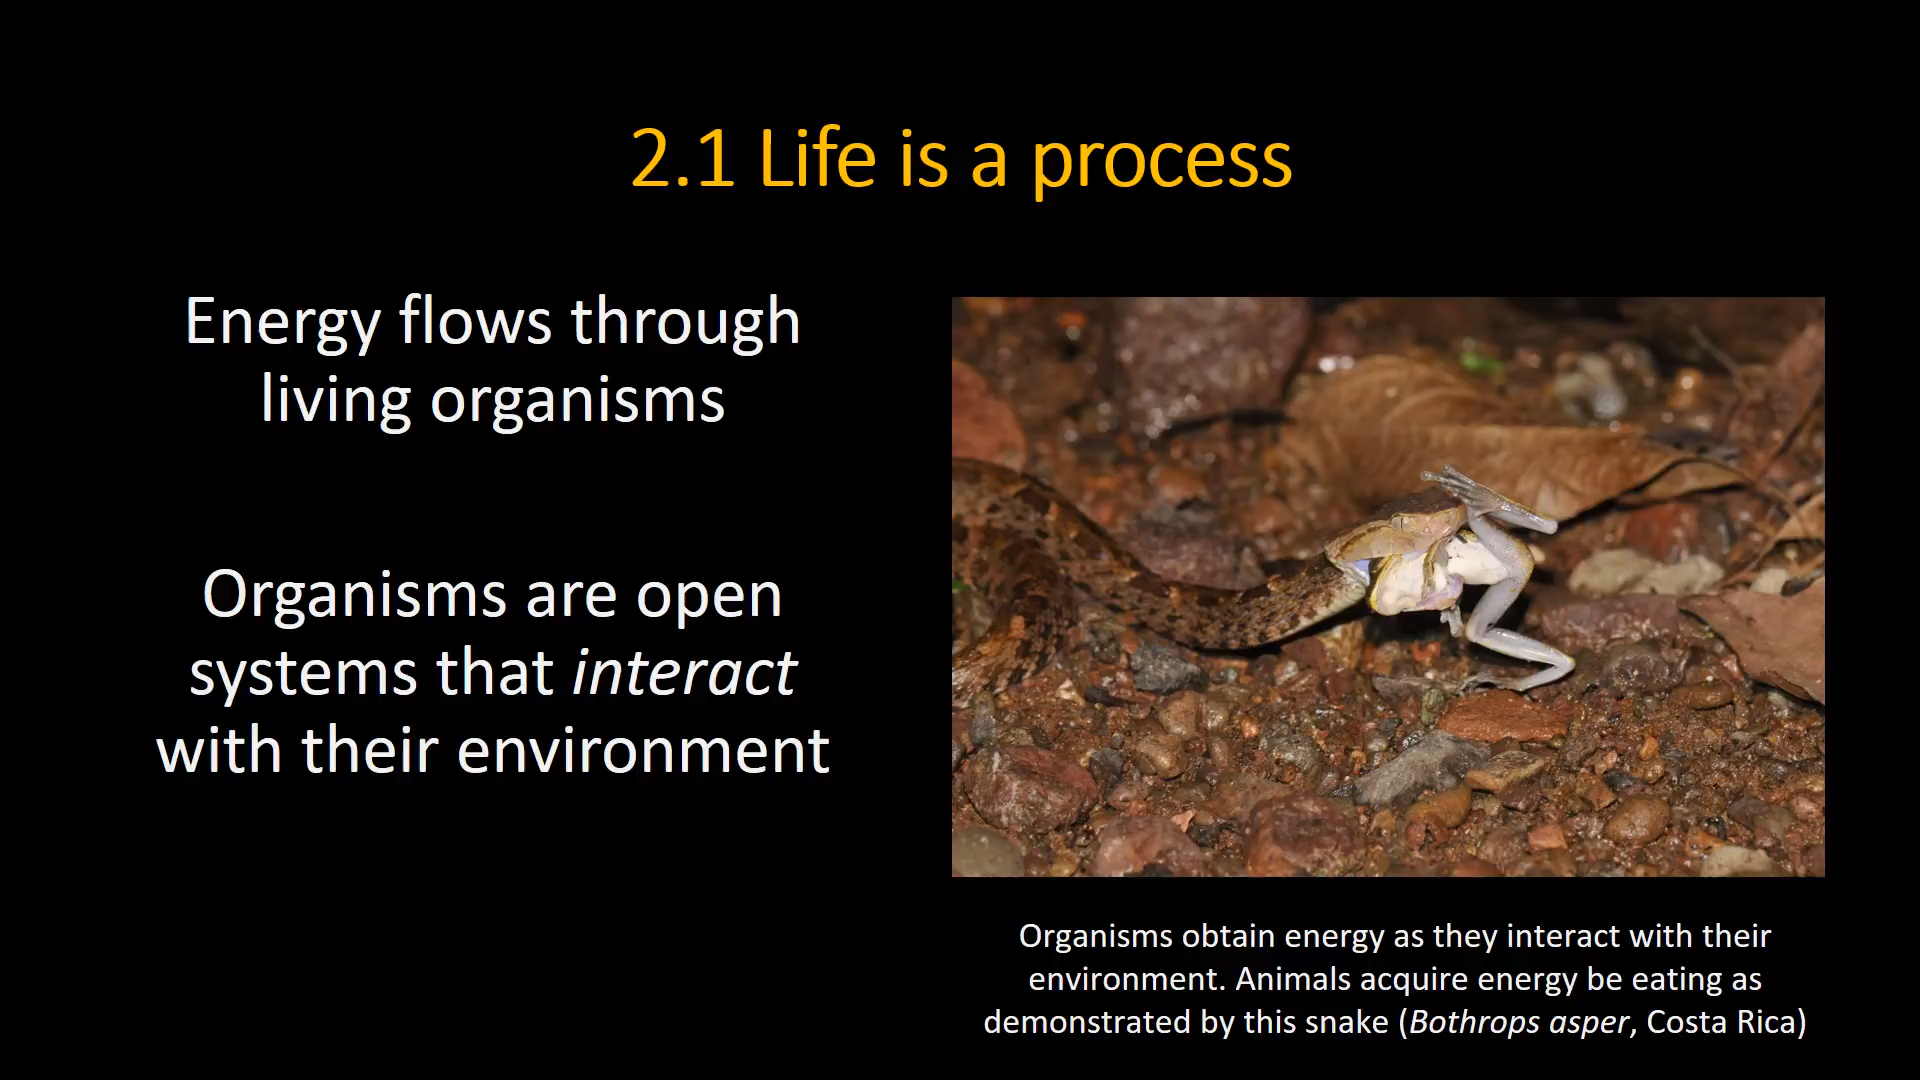 2.1 Life is a process
Energy flows through
living organisms
Organisms are open
systems that interact
with their environment
Organisms obtain energy as they interact with their
environment. Animals acquire energy be eating as
demonstrated by this snake (Bothrops asper, Costa Rica)